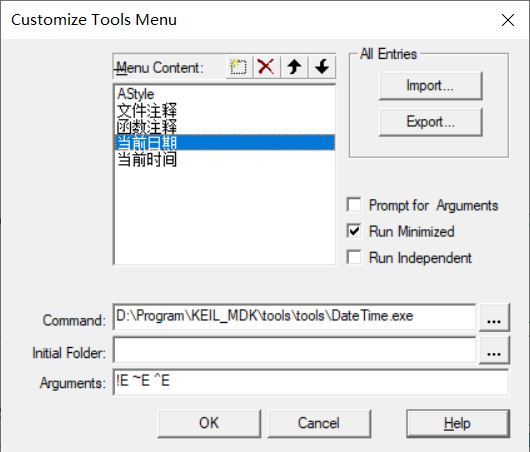 Customize Tools Menu
Menu Content:
AStyle
文件注释
函数注释
当前日期
当前时间
All Entries
Import...
Export...
Prompt for Arguments
Run Minimized
Run Independent
Command: D:\Program\KEIL_MDK\tools\tools\DateTime.exe ...
Initial Folder: ...
Arguments: !E ~E ^E
OK Cancel Help